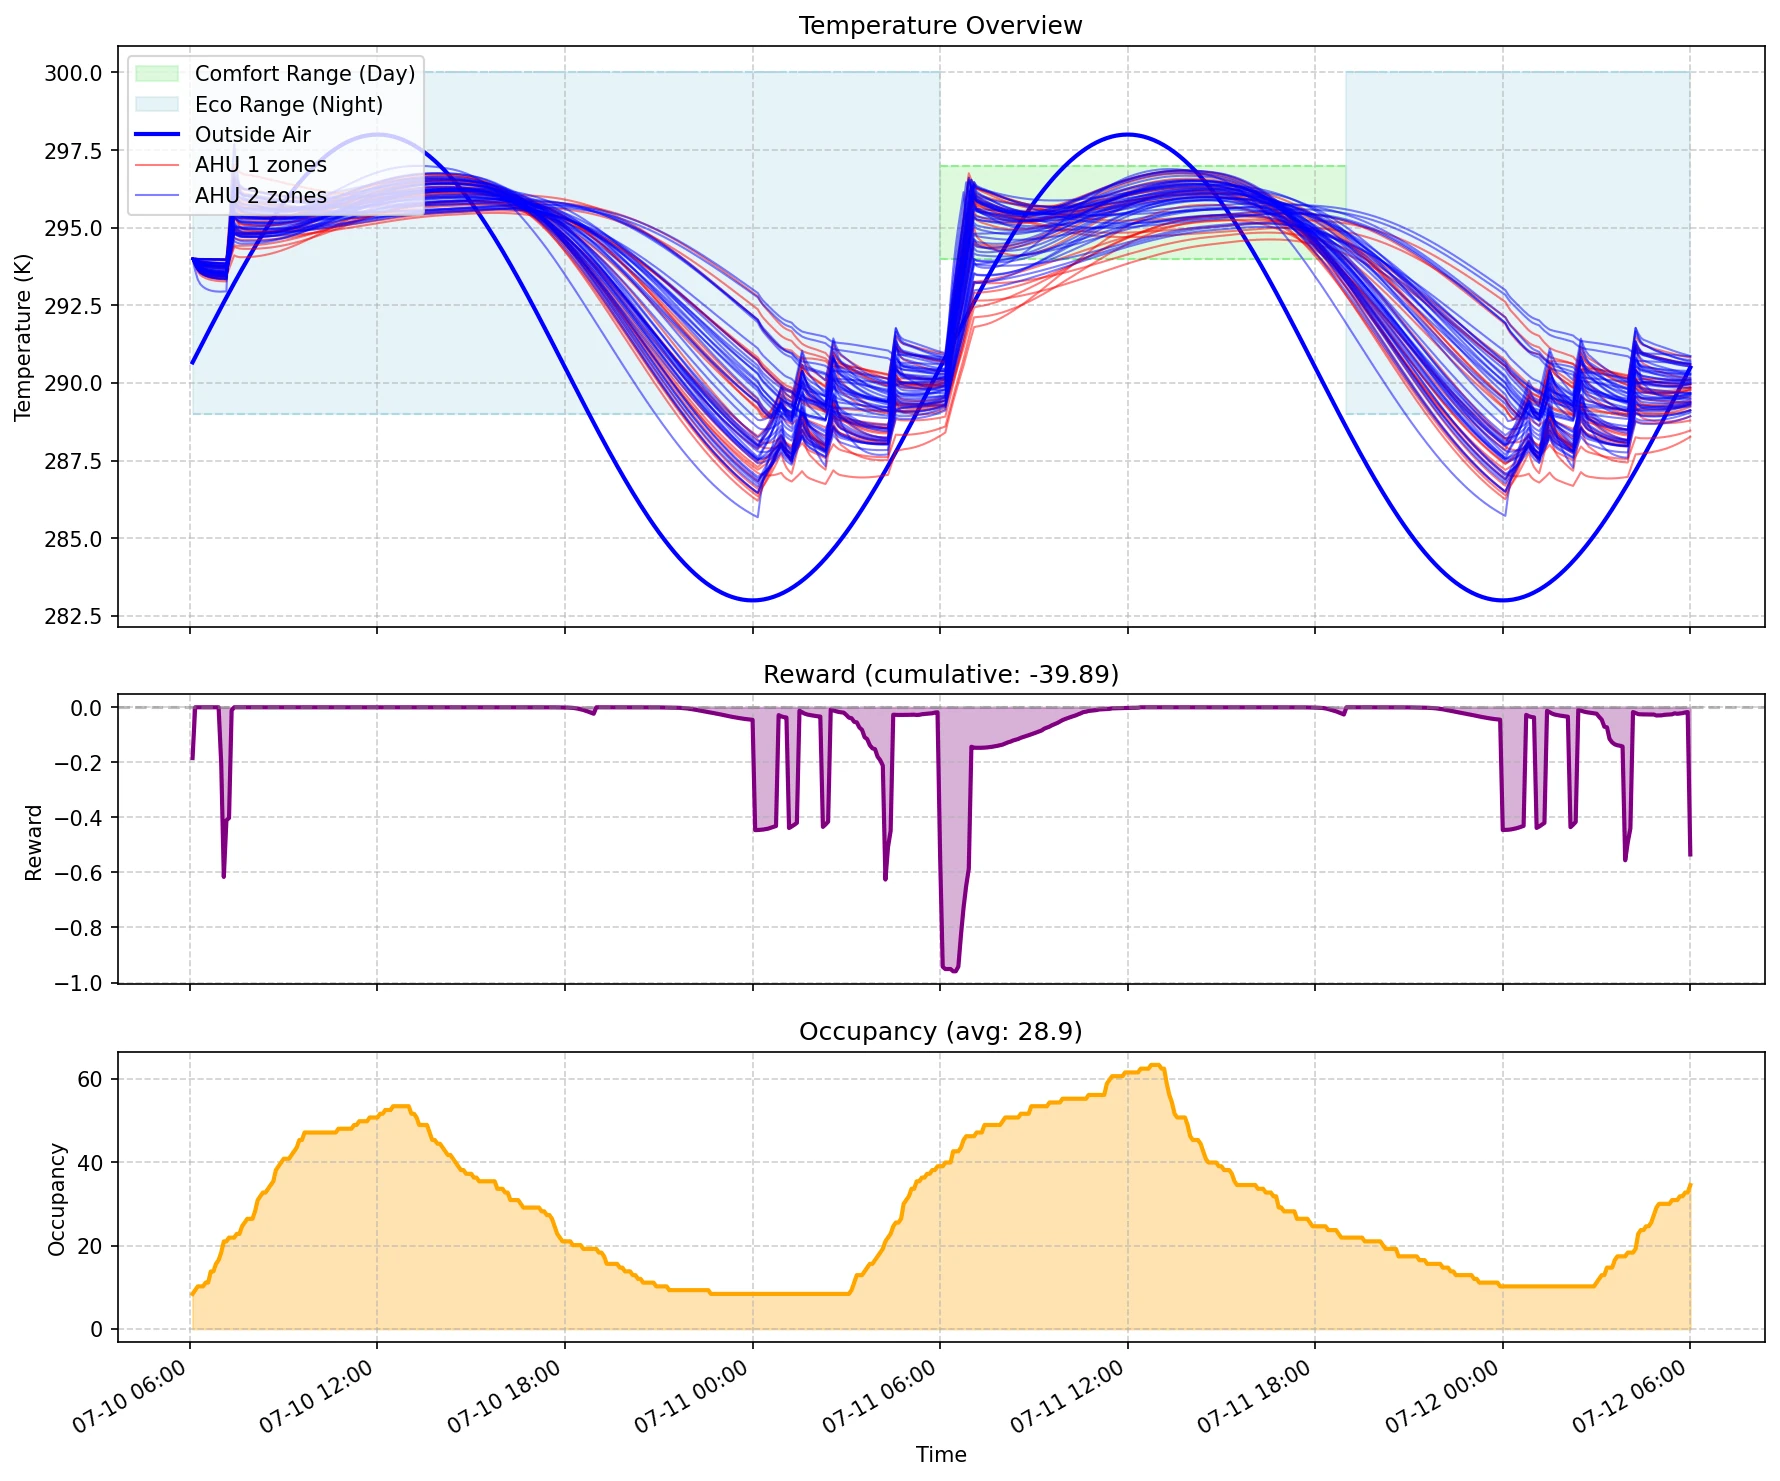 Temperature Overview
300.0
297.5
295.0
292.5
290.0
287.5
285.0
282.5
Temperature (K)
Comfort Range (Day)
Eco Range (Night)
Outside Air
AHU 1 zones
AHU 2 zones
Reward (cumulative: -39.89)
0.0
−0.2
−0.4
−0.6
−0.8
−1.0
Reward
Occupancy (avg: 28.9)
60
40
20
0
Occupancy
07-10 06:00
07-10 12:00
07-10 18:00
07-11 00:00
07-11 06:00
07-11 12:00
07-11 18:00
07-12 00:00
07-12 06:00
Time